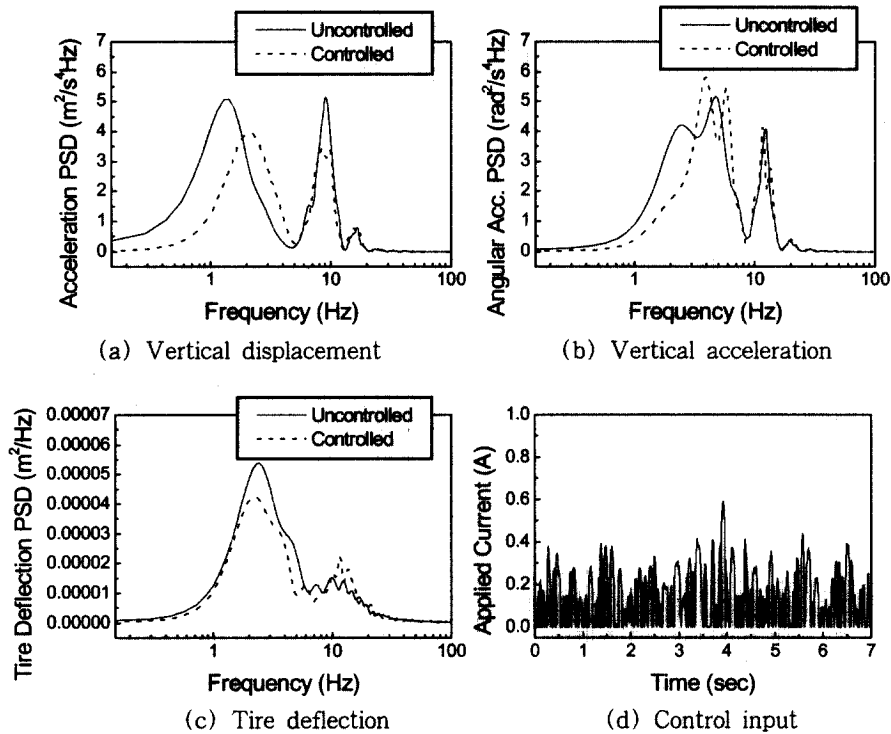 Uncontrolled
Controlled
Acceleration PSD (m²/s⁴Hz)
7
6
5
4
3
2
1
0
1 10 100
Frequency (Hz)
(a) Vertical displacement
Uncontrolled
Controlled
Angular Acc. PSD (rad²/s⁴Hz)
7
6
5
4
3
2
1
0
1 10 100
Frequency (Hz)
(b) Vertical acceleration
Uncontrolled
Controlled
Tire Deflection PSD (m²/Hz)
0.00007
0.00006
0.00005
0.00004
0.00003
0.00002
0.00001
0.00000
1 10 100
Frequency (Hz)
(c) Tire deflection
Applied Current (A)
1.0
0.8
0.6
0.4
0.2
0.0
0 1 2 3 4 5 6 7
Time (sec)
(d) Control input